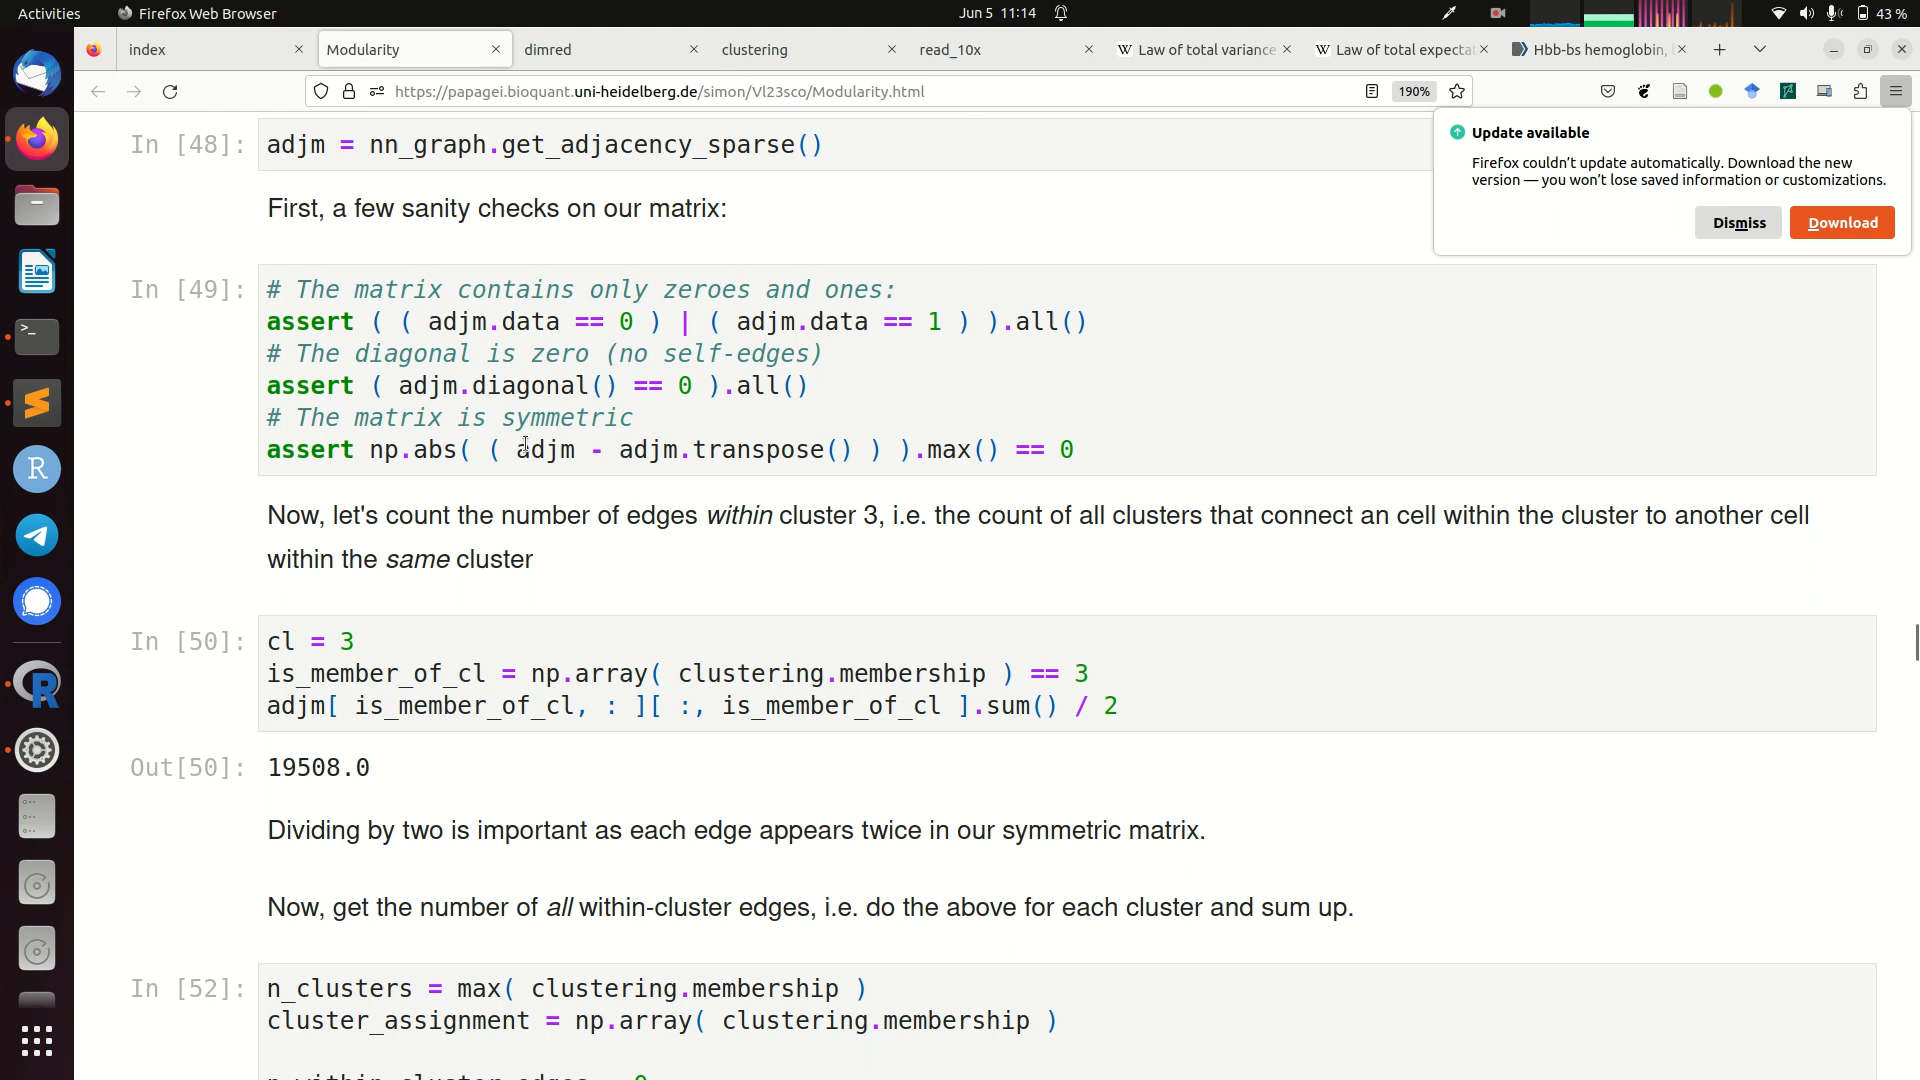 Activities Firefox Web Browser Jun 5 11:14 43 %
index Modularity dimred clustering read_10x Law of total variance Law of total expecta Hbb-bs hemoglobin,
https://papagei.bioquant.uni-heidelberg.de/simon/Vl23sco/Modularity.html 190%
Update available
Firefox couldn't update automatically. Download the new
version — you won't lose saved information or customizations.
Dismiss Download
In [48]: adjm = nn_graph.get_adjacency_sparse()
First, a few sanity checks on our matrix:
In [49]: # The matrix contains only zeroes and ones:
assert ( ( adjm.data == 0 ) | ( adjm.data == 1 ) ).all()
# The diagonal is zero (no self-edges)
assert ( adjm.diagonal() == 0 ).all()
# The matrix is symmetric
assert np.abs( ( adjm - adjm.transpose() ) ).max() == 0
Now, let's count the number of edges within cluster 3, i.e. the count of all clusters that connect an cell within the cluster to another cell
within the same cluster
In [50]: cl = 3
is_member_of_cl = np.array( clustering.membership ) == 3
adjm[ is_member_of_cl, : ][ :, is_member_of_cl ].sum() / 2
Out[50]: 19508.0
Dividing by two is important as each edge appears twice in our symmetric matrix.
Now, get the number of all within-cluster edges, i.e. do the above for each cluster and sum up.
In [52]: n_clusters = max( clustering.membership )
cluster_assignment = np.array( clustering.membership )